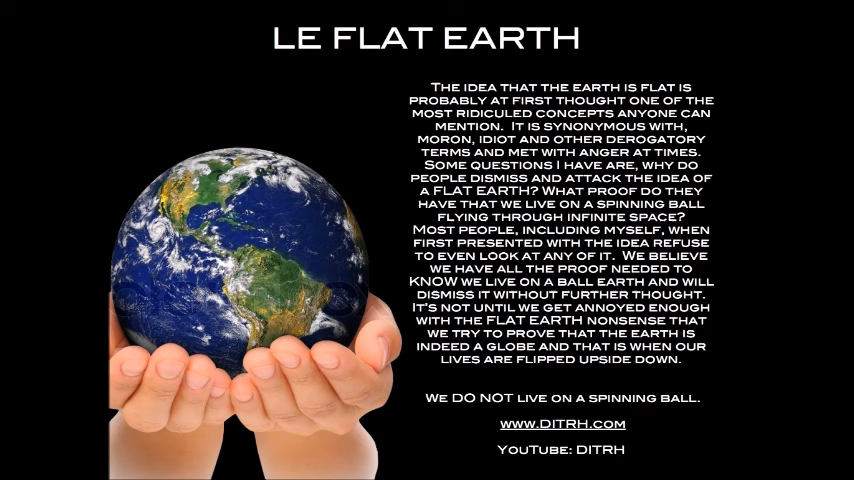 LE FLAT EARTH
THE IDEA THAT THE EARTH IS FLAT IS
PROBABLY AT FIRST THOUGHT ONE OF THE
MOST RIDICULED CONCEPTS ANYONE CAN
MENTION. IT IS SYNONYMOUS WITH,
MORON, IDIOT AND OTHER DEROGATORY
TERMS AND MET WITH ANGER AT TIMES.
SOME QUESTIONS I HAVE ARE, WHY DO
PEOPLE DISMISS AND ATTACK THE IDEA OF
A FLAT EARTH? WHAT PROOF DO THEY
HAVE THAT WE LIVE ON A SPINNING BALL
FLYING THROUGH INFINITE SPACE?
MOST PEOPLE, INCLUDING MYSELF, WHEN
FIRST PRESENTED WITH THE IDEA REFUSE
TO EVEN LOOK AT ANY OF IT. WE BELIEVE
WE HAVE ALL THE PROOF NEEDED TO
KNOW WE LIVE ON A BALL EARTH AND WILL
DISMISS IT WITHOUT FURTHER THOUGHT.
IT'S NOT UNTIL WE GET ANNOYED ENOUGH
WITH THE FLAT EARTH NONSENSE THAT
WE TRY TO PROVE THAT THE EARTH IS
INDEED A GLOBE AND THAT IS WHEN OUR
LIVES ARE FLIPPED UPSIDE DOWN.
WE DO NOT LIVE ON A SPINNING BALL.
WWW.DITRH.COM
YOUTUBE: DITRH